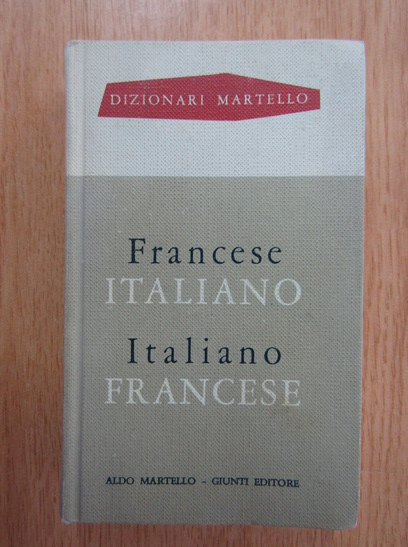 DIZIONARI MARTELLO
Francese
ITALIANO
Italiano
FRANCESE
ALDO MARTELLO – GIUNTI EDITORE